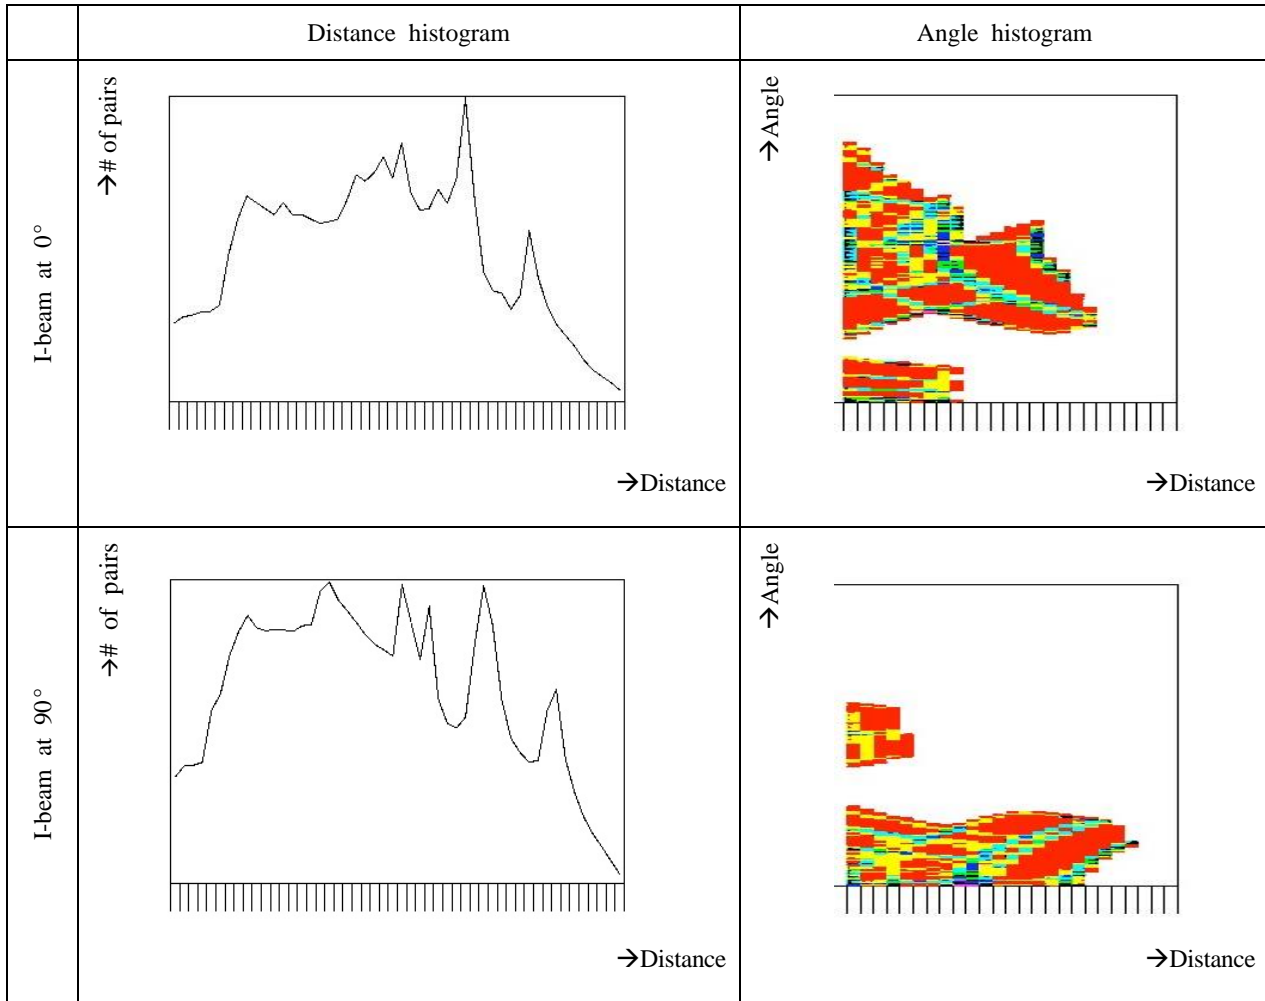 Distance histogram
Angle histogram
I-beam at 0°
→# of pairs
→Distance
→Angle
→Distance
I-beam at 90°
→# of pairs
→Distance
→Angle
→Distance